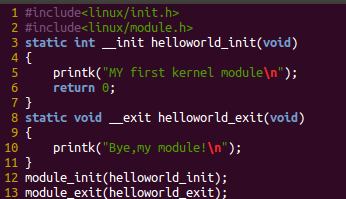 1 #include<linux/init.h>
2 #include<linux/module.h>
3 static int __init helloworld_init(void)
4 {
5     printk("MY first kernel module\n");
6     return 0;
7 }
8 static void __exit helloworld_exit(void)
9 {
10     printk("Bye,my module!\n");
11 }
12 module_init(helloworld_init);
13 module_exit(helloworld_exit);